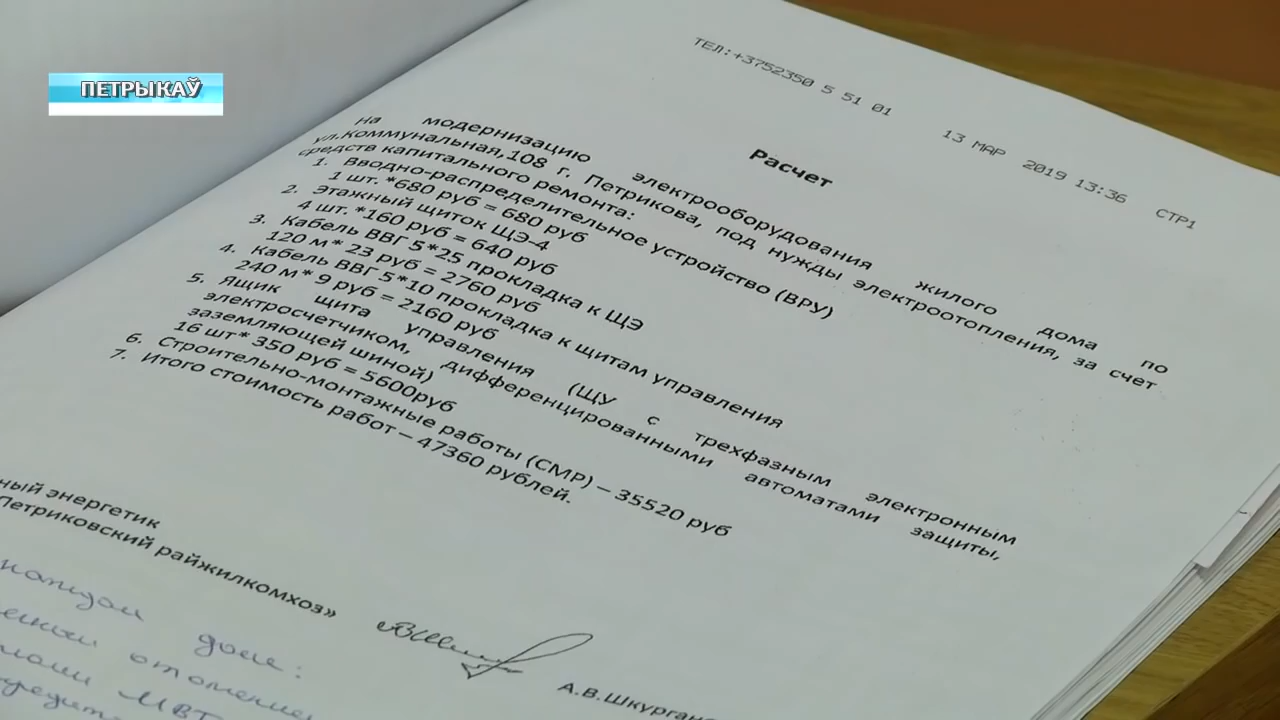 ПЕТРЫКАЎ
ТЕЛ:+3752350 5 51 01 13 МАР 2019 13:36 СТР1
Расчет
на модернизацию электрооборудования жилого дома по
ул.Коммунальная,108 г. Петрикова, под нужды электроотопления, за счет
средств капитального ремонта:
1. Вводно-распределительное устройство (ВРУ)
1 шт. *680 руб = 680 руб
2. Этажный щиток ЩЭ-4
4 шт. *160 руб = 640 руб
3. Кабель ВВГ 5*25 прокладка к ЩЭ
120 м * 23 руб = 2760 руб
4. Кабель ВВГ 5*10 прокладка к щитам управления
240 м * 9 руб = 2160 руб
5. Ящик щита управления (ЩУ с трехфазным электронным
электросчетчиком, дифференцированными автоматами защиты,
заземляющей шиной)
16 шт* 350 руб = 5600руб
6. Строительно-монтажные работы (СМР) – 35520 руб
7. Итого стоимость работ – 47360 рублей.
ный энергетик
Петриковский райжилкомхоз»
А.В.Шкурган
доме: